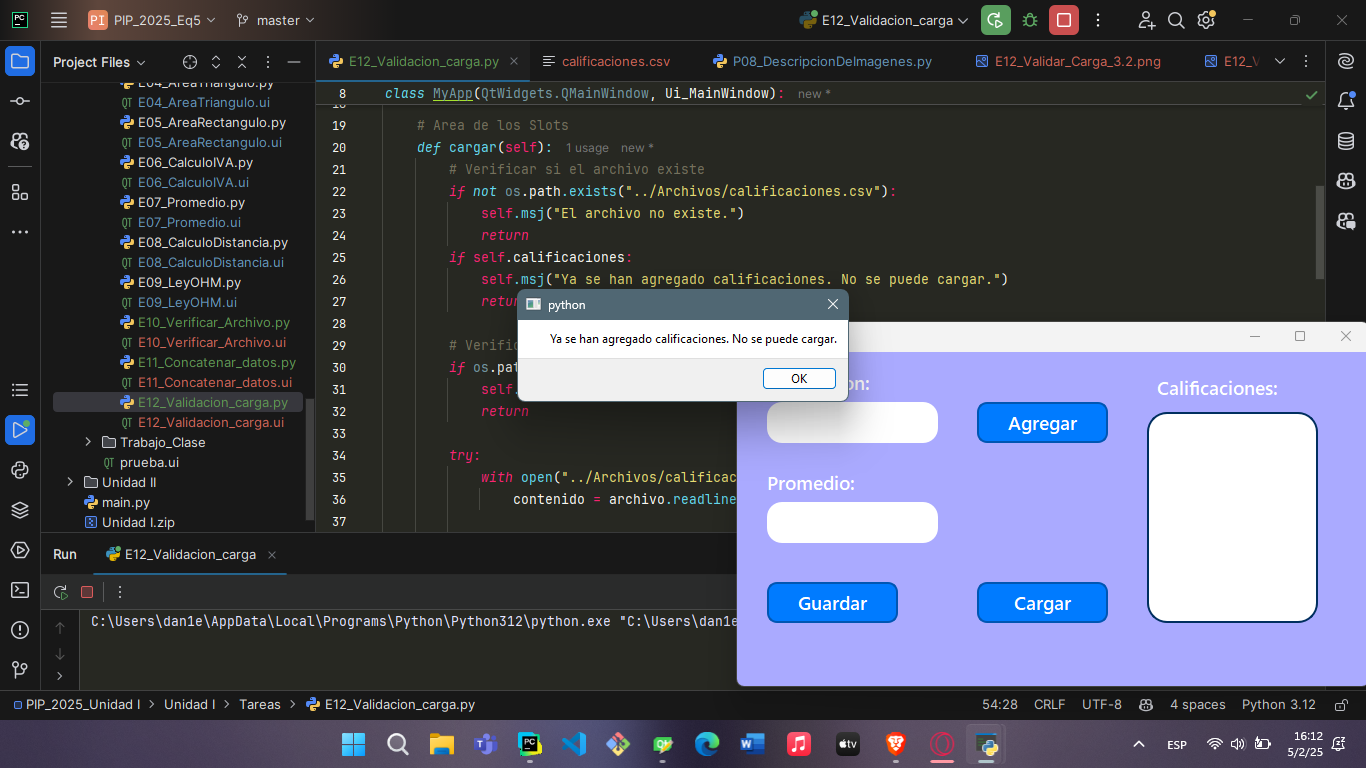 PC
PI PIP_2025_Eq5
master
E12_Validacion_carga
Project Files
E12_Validacion_carga.py
calificaciones.csv
P08_DescripcionDeImagenes.py
E12_Validar_Carga_3.2.png
E12_V
E04_AreaTriangulo.py
E04_AreaTriangulo.ui
E05_AreaRectangulo.py
E05_AreaRectangulo.ui
E06_CalculoIVA.py
E06_CalculoIVA.ui
E07_Promedio.py
E07_Promedio.ui
E08_CalculoDistancia.py
E08_CalculoDistancia.ui
E09_LeyOHM.py
E09_LeyOHM.ui
E10_Verificar_Archivo.py
E10_Verificar_Archivo.ui
E11_Concatenar_datos.py
E11_Concatenar_datos.ui
E12_Validacion_carga.py
E12_Validacion_carga.ui
Trabajo_Clase
prueba.ui
Unidad II
main.py
Unidad I.zip
8 class MyApp(QtWidgets.QMainWindow, Ui_MainWindow): new *
19 # Area de los Slots
20 def cargar(self): 1 usage new *
21 # Verificar si el archivo existe
22 if not os.path.exists("../Archivos/calificaciones.csv"):
23 self.msj("El archivo no existe.")
24 return
25 if self.calificaciones:
26 self.msj("Ya se han agregado calificaciones. No se puede cargar.")
27 retu
28
29 # Verific
30 if os.pat
31 self.
32 return
33
34 try:
35 with open("../Archivos/calificac
36 contenido = archivo.readline
37
python
Ya se han agregado calificaciones. No se puede cargar.
OK
on:
Agregar
Calificaciones:
Promedio:
Guardar
Cargar
Run
E12_Validacion_carga
C:\Users\dan1e\AppData\Local\Programs\Python\Python312\python.exe "C:\Users\dan1e
PIP_2025_Unidad I > Unidad I > Tareas > E12_Validacion_carga.py
54:28 CRLF UTF-8 4 spaces Python 3.12
ESP
16:12
5/2/25